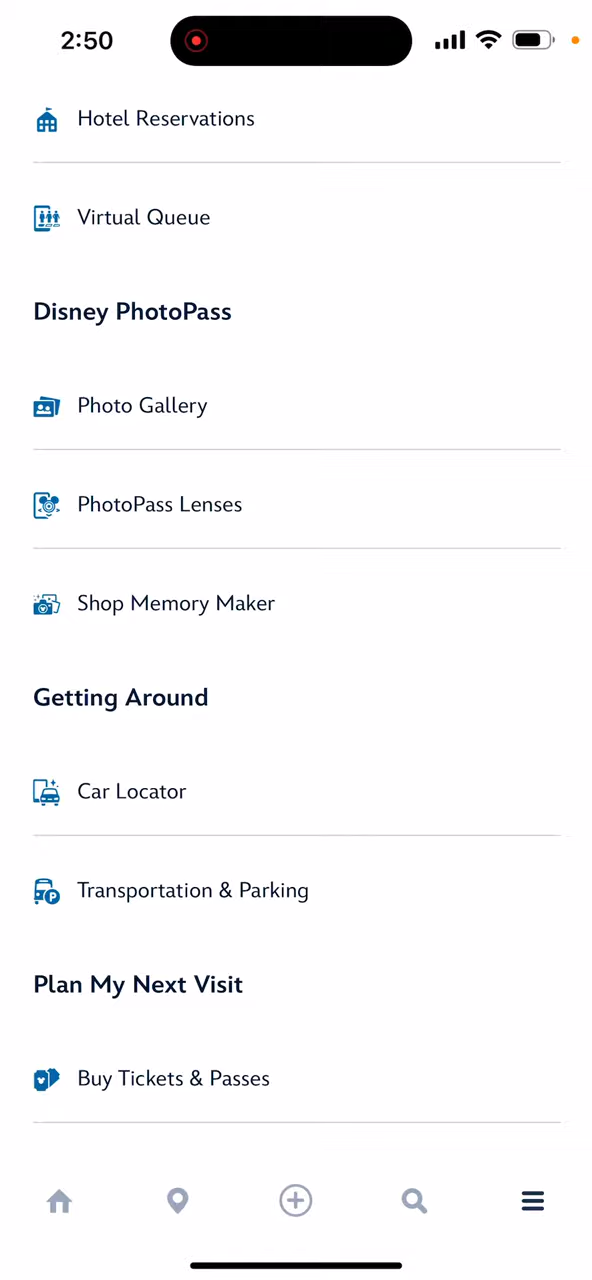 2:50
Hotel Reservations
Virtual Queue
Disney PhotoPass
Photo Gallery
PhotoPass Lenses
Shop Memory Maker
Getting Around
Car Locator
P
Transportation & Parking
Plan My Next Visit
Buy Tickets & Passes